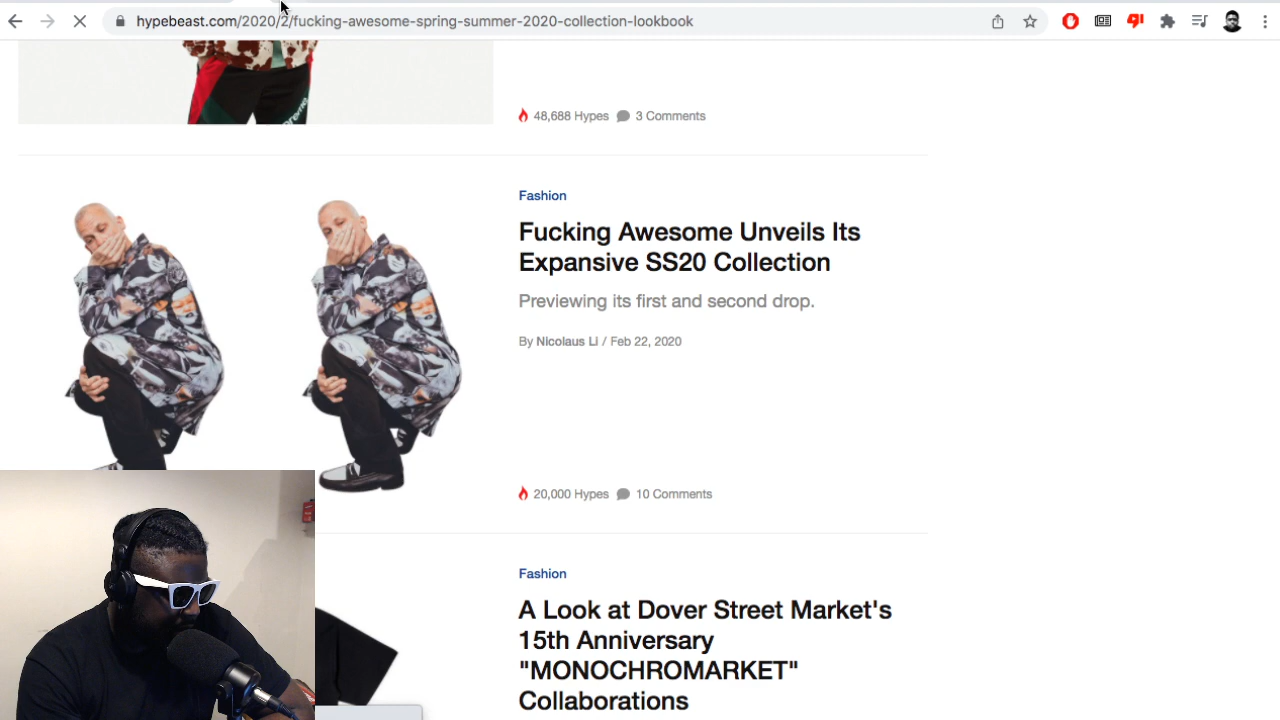 hypebeast.com/2020/2/fucking-awesome-spring-summer-2020-collection-lookbook
48,688 Hypes 3 Comments
Fashion
Fucking Awesome Unveils Its
Expansive SS20 Collection
Previewing its first and second drop.
By Nicolaus Li / Feb 22, 2020
20,000 Hypes 10 Comments
Fashion
A Look at Dover Street Market's
15th Anniversary
"MONOCHROMARKET"
Collaborations